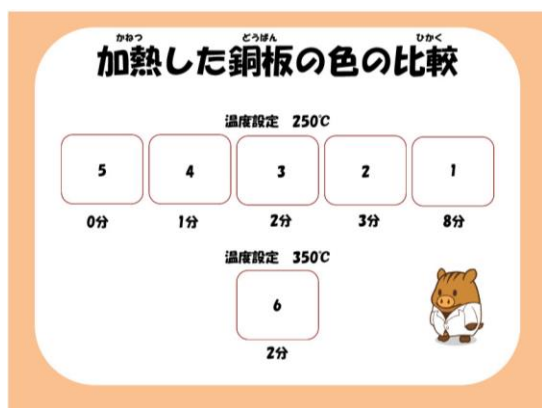 かねつ どうばん ひかく
加熱した銅板の色の比較
温度設定 250℃
5 4 3 2 1
0分 1分 2分 3分 8分
温度設定 350℃
6
2分